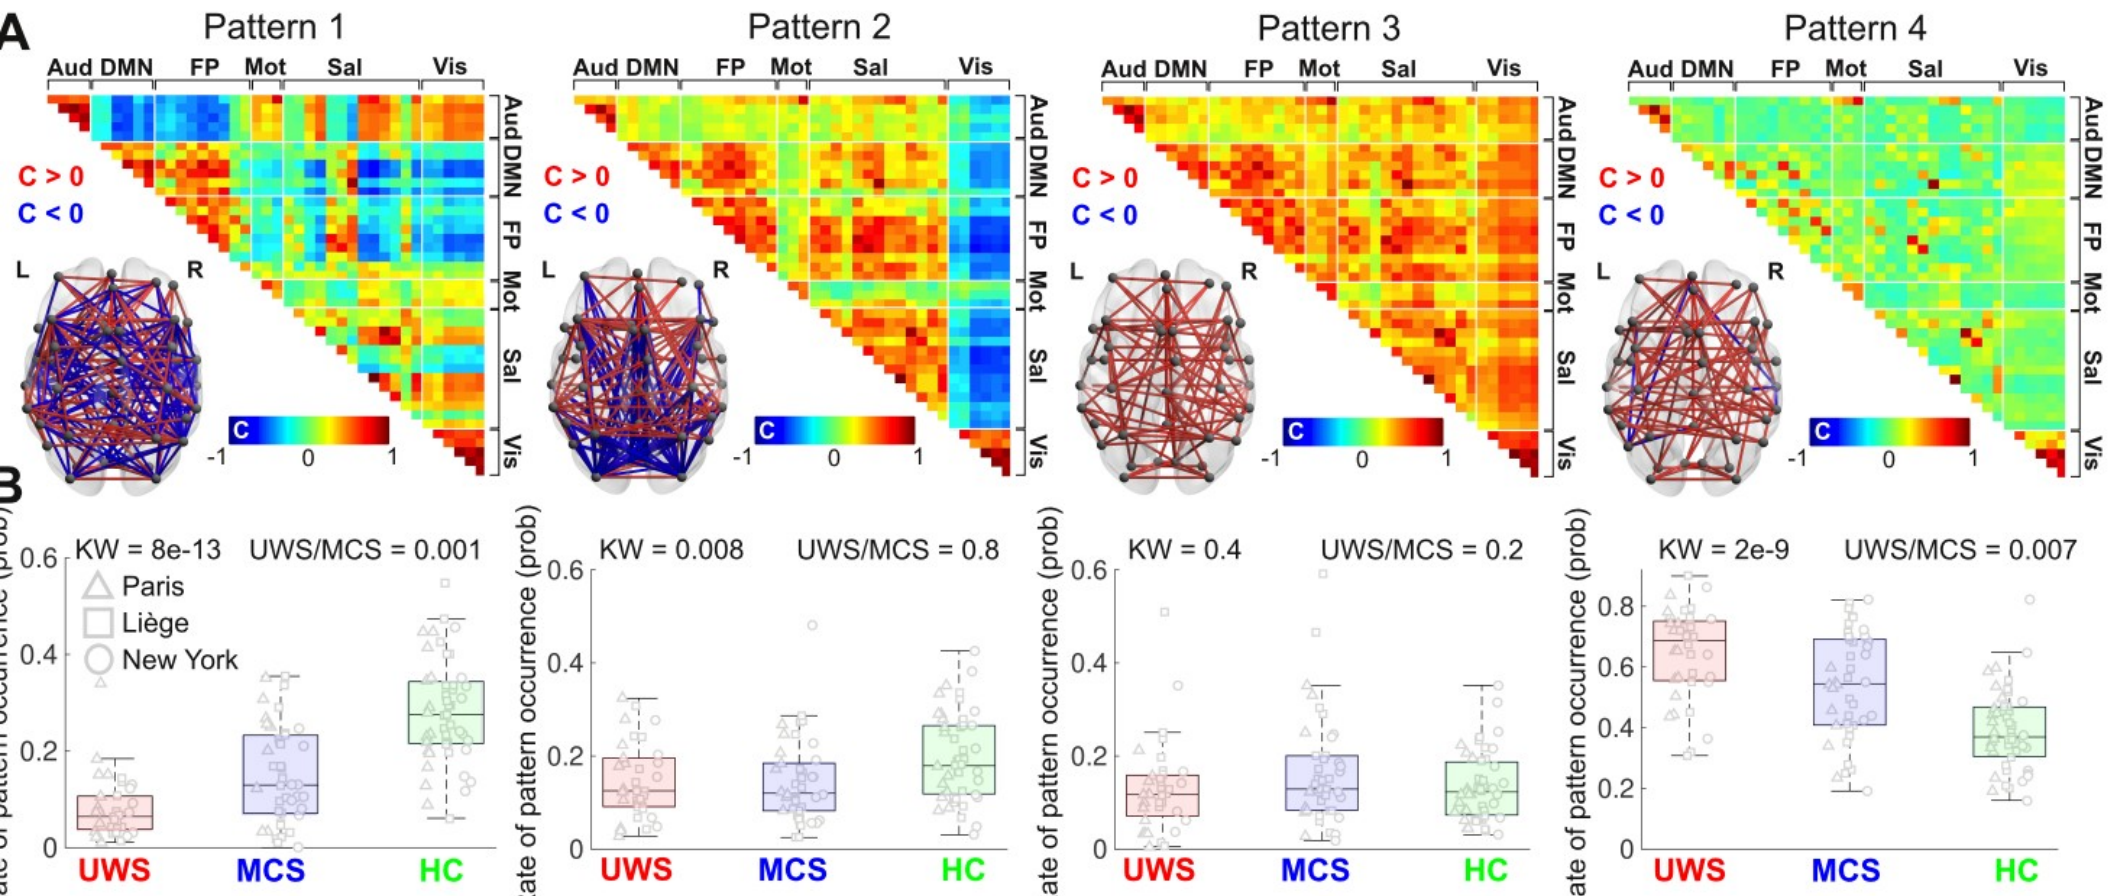 A
Pattern 1
Pattern 2
Pattern 3
Pattern 4
Aud DMN FP Mot Sal Vis
Aud DMN FP Mot Sal Vis
Aud DMN FP Mot Sal Vis
Aud DMN FP Mot Sal Vis
Aud DMN FP Mot Sal Vis
Aud DMN FP Mot Sal Vis
Aud DMN FP Mot Sal Vis
Aud DMN FP Mot Sal Vis
C > 0
C < 0
C > 0
C < 0
C > 0
C < 0
C > 0
C < 0
L R
L R
L R
L R
C
-1 0 1
C
-1 0 1
C
-1 0 1
C
-1 0 1
B
ate of pattern occurrence (prob)
KW = 8e-13 UWS/MCS = 0.001
Paris
Liège
New York
0.6
0.4
0.2
0
UWS MCS HC
ate of pattern occurrence (prob)
KW = 0.008 UWS/MCS = 0.8
0.6
0.4
0.2
0
UWS MCS HC
ate of pattern occurrence (prob)
KW = 0.4 UWS/MCS = 0.2
0.6
0.4
0.2
0
UWS MCS HC
ate of pattern occurrence (prob)
KW = 2e-9 UWS/MCS = 0.007
0.8
0.6
0.4
0.2
0
UWS MCS HC